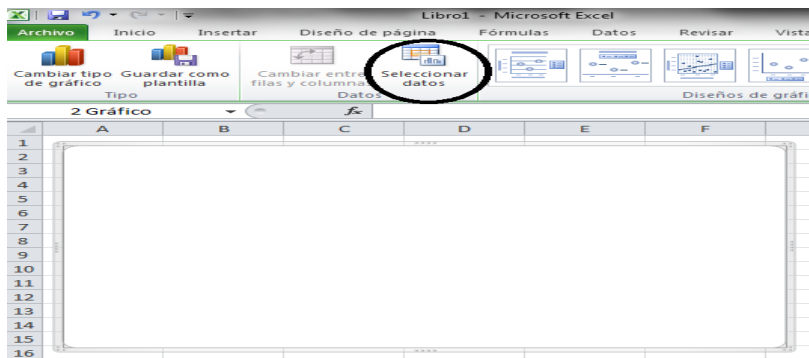 Libro1 - Microsoft Excel
Archivo Inicio Insertar Diseño de página Fórmulas Datos Revisar Vista
Cambiar tipo de gráfico Guardar como plantilla Cambiar entre filas y columnas Seleccionar datos
Tipo Datos Diseños de gráfi
2 Gráfico fx
A B C D E F
1
2
3
4
5
6
7
8
9
10
11
12
13
14
15
16